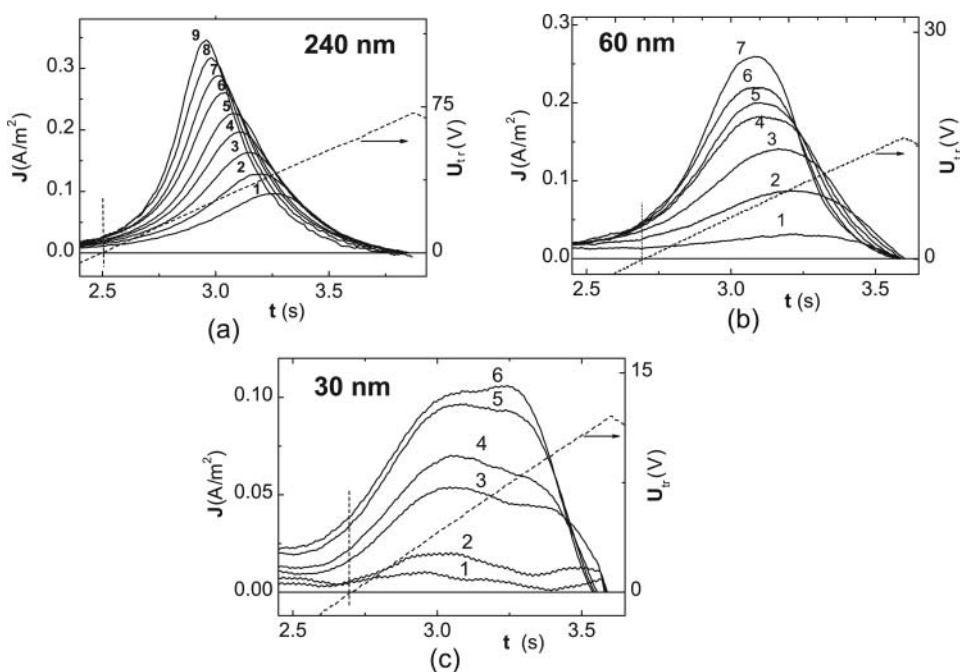 240 nm
J(A/m²)
0.3
0.2
0.1
0.0
9
8
7
6
5
4
3
2
1
75
0
U_tr(V)
2.5 3.0 3.5
t (s)
(a)
60 nm
J(A/m²)
0.3
0.2
0.1
0.0
7
6
5
4
3
2
1
30
0
U_tr(V)
2.5 3.0 3.5
t (s)
(b)
30 nm
J(A/m²)
0.10
0.05
0.00
6
5
4
3
2
1
15
0
U_tr(V)
2.5 3.0 3.5
t (s)
(c)